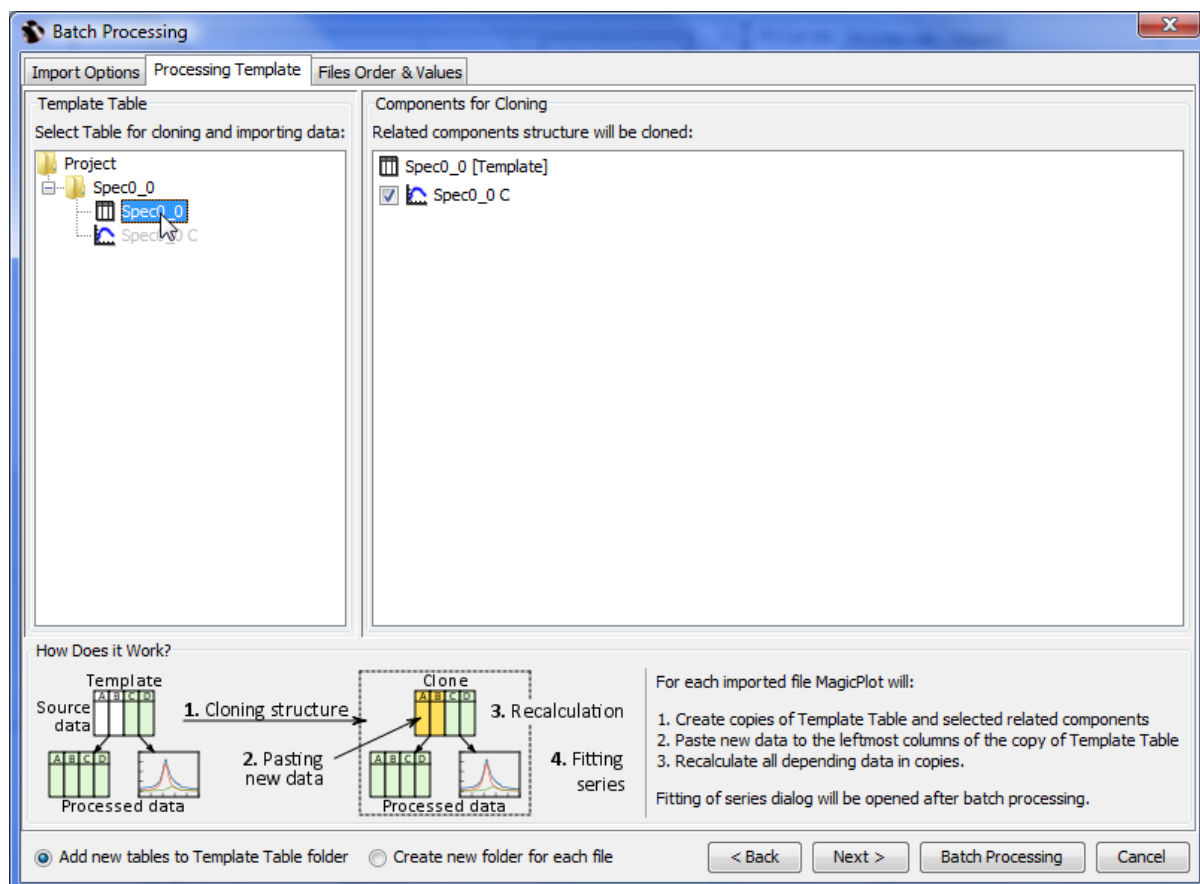 Batch Processing
Import Options
Processing Template
Files Order & Values
Template Table
Select Table for cloning and importing data:
Project
Spec0_0
Spec0_0
Spec0_0 C
Components for Cloning
Related components structure will be cloned:
Spec0_0 [Template]
Spec0_0 C
How Does it Work?
Template
A B C D
Source
data
A B C D
Processed data
1. Cloning structure
2. Pasting
new data
Clone
A B C D
A B C D
Processed data
3. Recalculation
4. Fitting
series
For each imported file MagicPlot will:
1. Create copies of Template Table and selected related components
2. Paste new data to the leftmost columns of the copy of Template Table
3. Recalculate all depending data in copies.
Fitting of series dialog will be opened after batch processing.
Add new tables to Template Table folder
Create new folder for each file
< Back
Next >
Batch Processing
Cancel